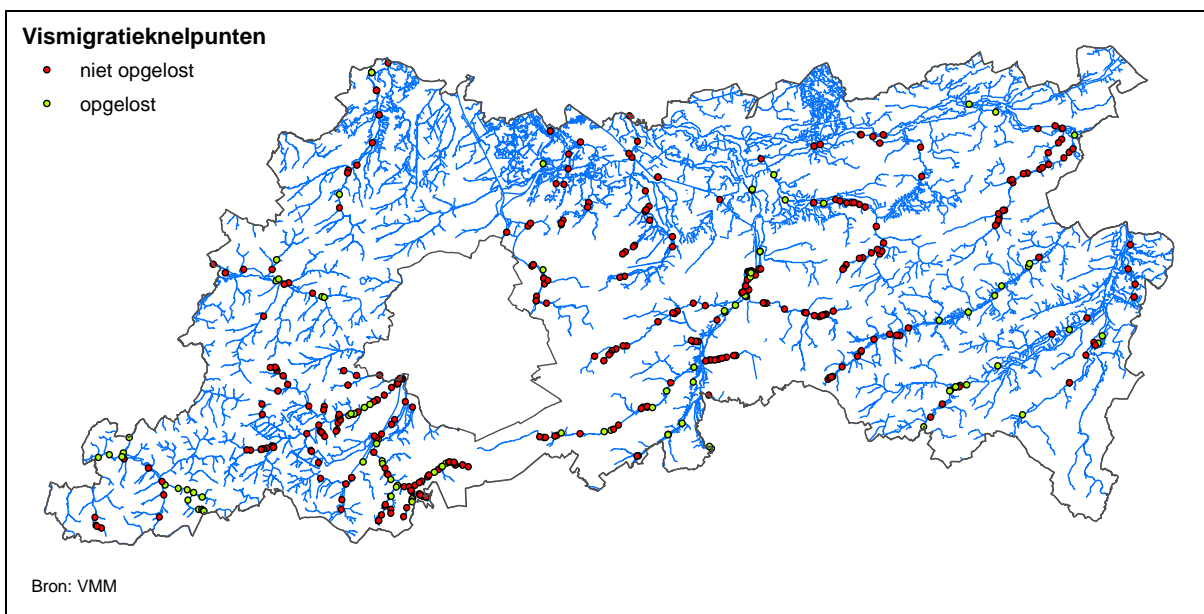 Vismigratieknelpunten
niet opgelost
opgelost
Bron: VMM